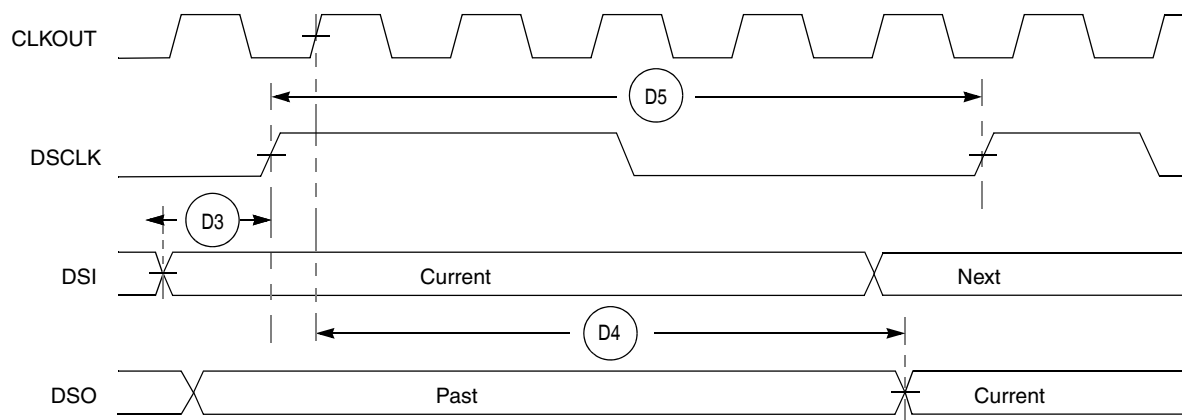 CLKOUT
D5
DSCLK
D3
DSI
Current
Next
D4
DSO
Past
Current